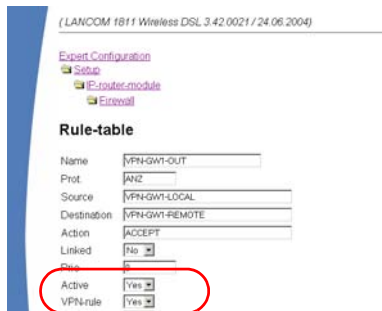 ( LANCOM 1811 Wireless DSL 3.42.0021 / 24.06.2004)
Expert Configuration
Setup
IP-router-module
Firewall
Rule-table
Name VPN-GW1-OUT
Prot. ANZ
Source VPN-GW1-LOCAL
Destination VPN-GW1-REMOTE
Action ACCEPT
Linked No
Prio
Active Yes
VPN-rule Yes